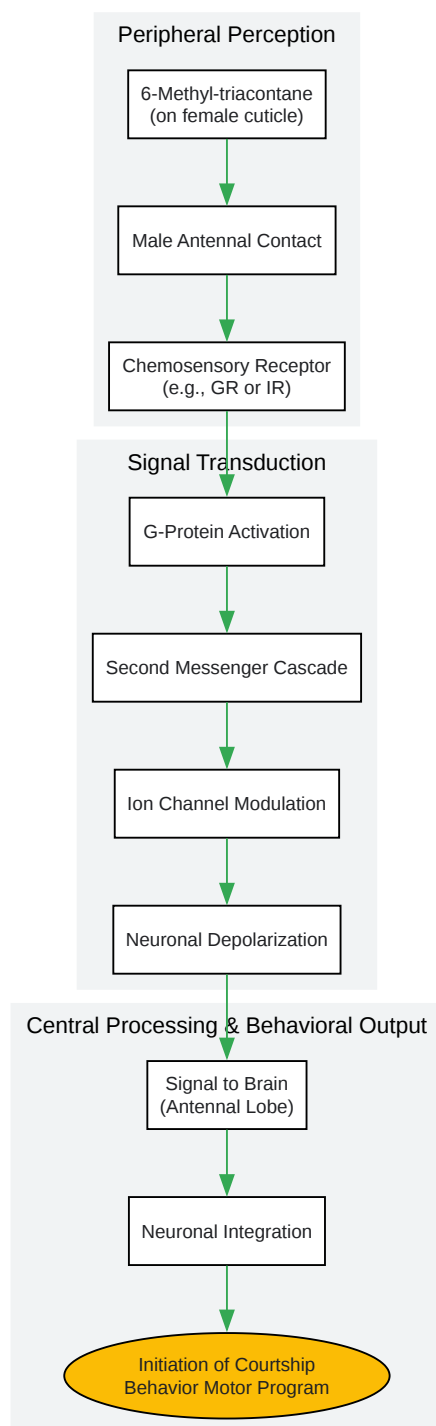 Peripheral Perception
6-Methyl-triacontane
(on female cuticle)
Male Antennal Contact
Chemosensory Receptor
(e.g., GR or IR)
Signal Transduction
G-Protein Activation
Second Messenger Cascade
Ion Channel Modulation
Neuronal Depolarization
Central Processing & Behavioral Output
Signal to Brain
(Antennal Lobe)
Neuronal Integration
Initiation of Courtship
Behavior Motor Program